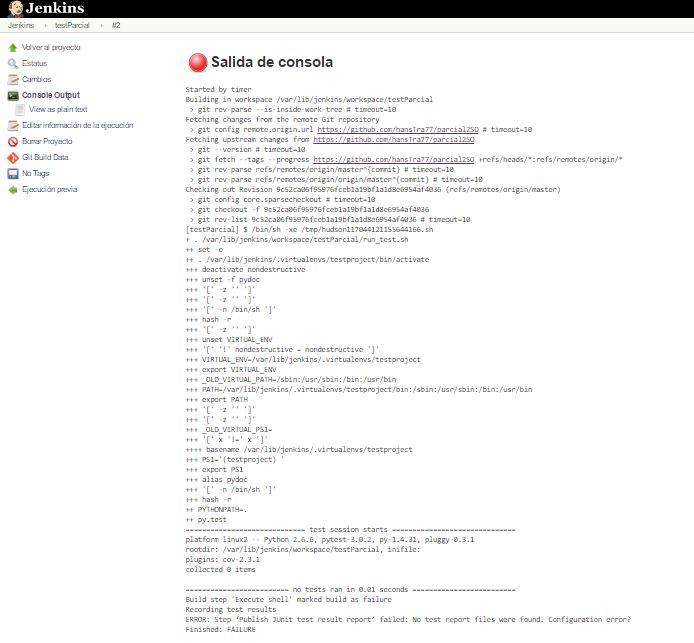 Jenkins
Jenkins › testParcial › #2
Volver al proyecto
Estatus
Cambios
Console Output
View as plain text
Editar información de la ejecución
Borrar Proyecto
Git Build Data
No Tags
Ejecución previa
Salida de consola
Started by timer
Building in workspace /var/lib/jenkins/workspace/testParcial
> git rev-parse --is-inside-work-tree # timeout=10
Fetching changes from the remote Git repository
> git config remote.origin.url https://github.com/hansTra77/parcial2SO # timeout=10
Fetching upstream changes from https://github.com/hansTra77/parcial2SO
> git --version # timeout=10
> git fetch --tags --progress https://github.com/hansTra77/parcial2SO +refs/heads/*:refs/remotes/origin/*
> git rev-parse refs/remotes/origin/master^{commit} # timeout=10
> git rev-parse refs/remotes/origin/origin/master^{commit} # timeout=10
Checking out Revision 9c52ca06f95976fceb1a19bf1a1d8e6954af4036 (refs/remotes/origin/master)
> git config core.sparsecheckout # timeout=10
> git checkout -f 9c52ca06f95976fceb1a19bf1a1d8e6954af4036
> git rev-list 9c52ca06f95976fceb1a19bf1a1d8e6954af4036 # timeout=10
[testParcial] $ /bin/sh -xe /tmp/hudson117044121155644166.sh
+ . /var/lib/jenkins/workspace/testParcial/run_test.sh
++ set -e
++ . /var/lib/jenkins/.virtualenvs/testproject/bin/activate
+++ deactivate nondestructive
+++ unset -f pydoc
+++ '[' -z '' ']'
+++ '[' -z '' ']'
+++ '[' -n /bin/sh ']'
+++ hash -r
+++ '[' -z '' ']'
+++ unset VIRTUAL_ENV
+++ '[' '!' nondestructive = nondestructive ']'
+++ VIRTUAL_ENV=/var/lib/jenkins/.virtualenvs/testproject
+++ export VIRTUAL_ENV
+++ _OLD_VIRTUAL_PATH=/sbin:/usr/sbin:/bin:/usr/bin
+++ PATH=/var/lib/jenkins/.virtualenvs/testproject/bin:/sbin:/usr/sbin:/bin:/usr/bin
+++ export PATH
+++ '[' -z '' ']'
+++ '[' -z '' ']'
+++ _OLD_VIRTUAL_PS1=
+++ '[' x '!=' x ']'
++++ basename /var/lib/jenkins/.virtualenvs/testproject
+++ PS1='(testproject) '
+++ export PS1
+++ alias pydoc
+++ '[' -n /bin/sh ']'
+++ hash -r
++ PYTHONPATH=.
++ py.test
============================= test session starts ==============================
platform linux2 -- Python 2.6.6, pytest-3.0.2, py-1.4.31, pluggy-0.3.1
rootdir: /var/lib/jenkins/workspace/testParcial, inifile:
plugins: cov-2.3.1
collected 0 items
========================= no tests ran in 0.01 seconds =========================
Build step 'Execute shell' marked build as failure
Recording test results
ERROR: Step ‘Publish JUnit test result report’ failed: No test report files were found. Configuration error?
Finished: FAILURE